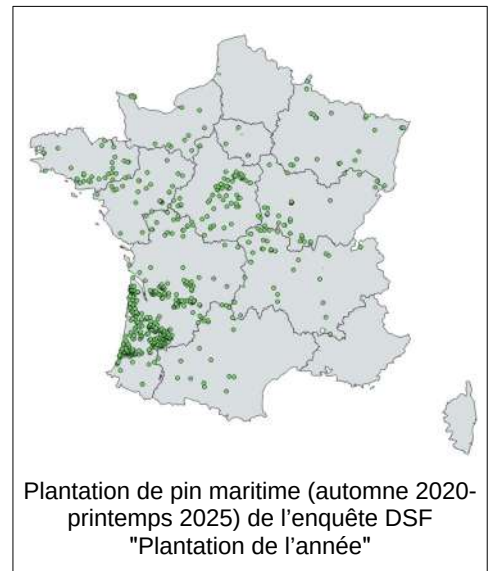 Plantation de pin maritime (automne 2020-
printemps 2025) de l’enquête DSF
"Plantation de l’année"